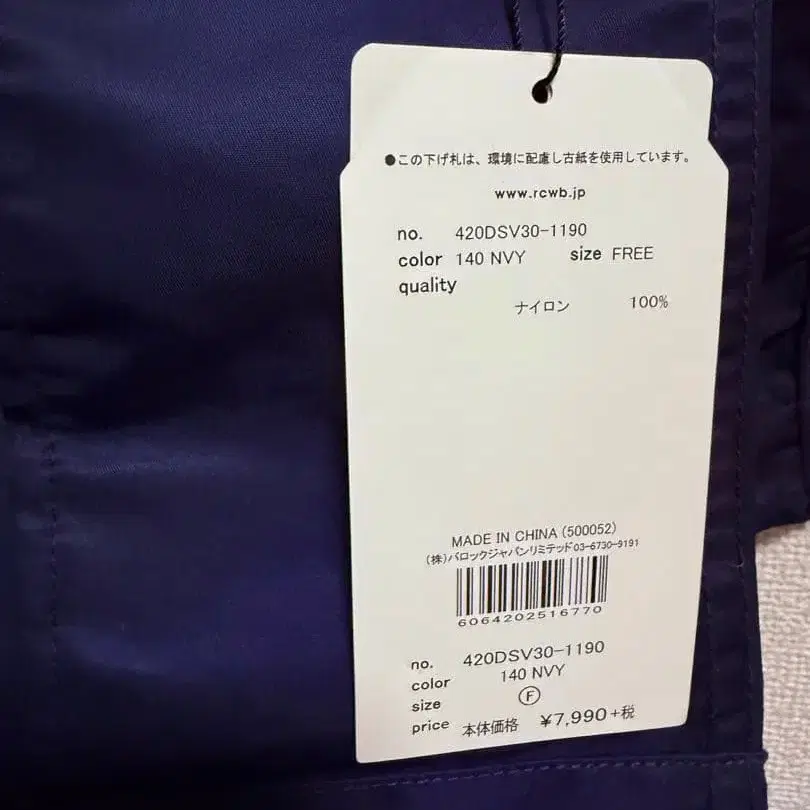 ●この下げ札は、環境に配慮し古紙を使用しています。
www.rcwb.jp
no. 420DSV30-1190
color 140 NVY size FREE
quality
ナイロン 100%
MADE IN CHINA (500052)
(株)バロックジャパンリミテッド03-6730-9191
6064202516770
no. 420DSV30-1190
color 140 NVY
size F
price 本体価格 ¥7,990+税